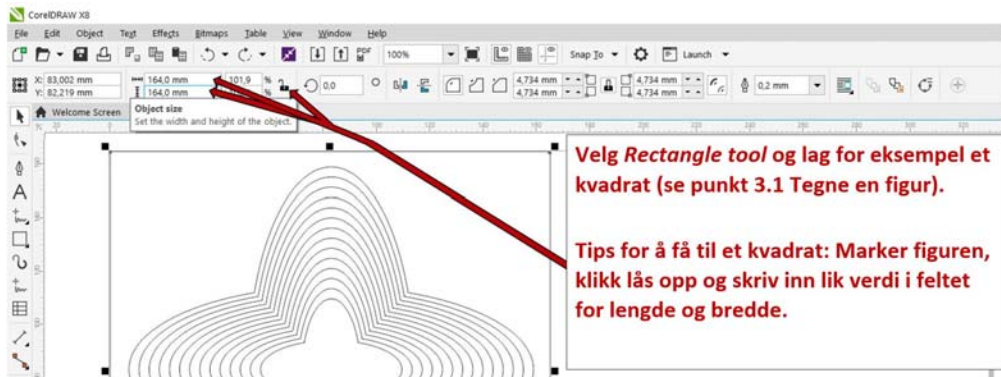 CorelDRAW X8
File Edit Object Text Effects Bitmaps Table View Window Help
PDF 100% Snap To Launch
X: 83,002 mm 164,0 mm 101,9 % 0,0 ° 4,734 mm 4,734 mm 0,2 mm
Y: 82,219 mm 164,0 mm % 4,734 mm 4,734 mm
Welcome Screen
Object size
Set the width and height of the object.
Velg Rectangle tool og lag for eksempel et
kvadrat (se punkt 3.1 Tegne en figur).
Tips for å få til et kvadrat: Marker figuren,
klikk lås opp og skriv inn lik verdi i feltet
for lengde og bredde.